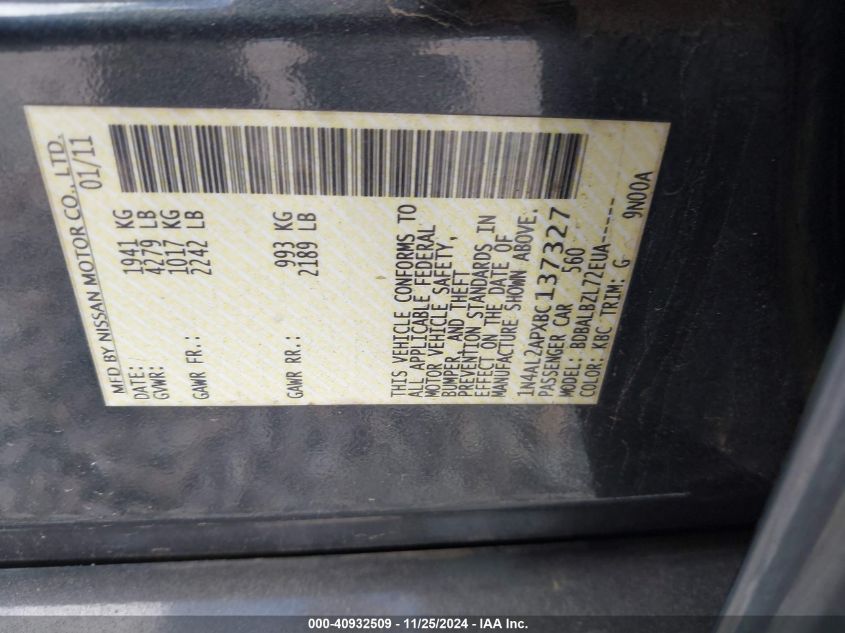 MFD BY NISSAN MOTOR CO., LTD.
DATE: 01/11
GVWR: 1941 KG
4279 LB
GAWR FR.: 1017 KG
2242 LB
GAWR RR.: 993 KG
2189 LB
THIS VEHICLE CONFORMS TO
ALL APPLICABLE FEDERAL
MOTOR VEHICLE SAFETY,
BUMPER, AND THEFT
PREVENTION STANDARDS IN
EFFECT ON THE DATE OF
MANUFACTURE SHOWN ABOVE.
1N4AL2APXBC137327
PASSENGER CAR 560
MODEL: BDBALBZL72EUA-----
COLOR: KBC TRIM: G 9N00A
000-40932509 - 11/25/2024 - IAA Inc.